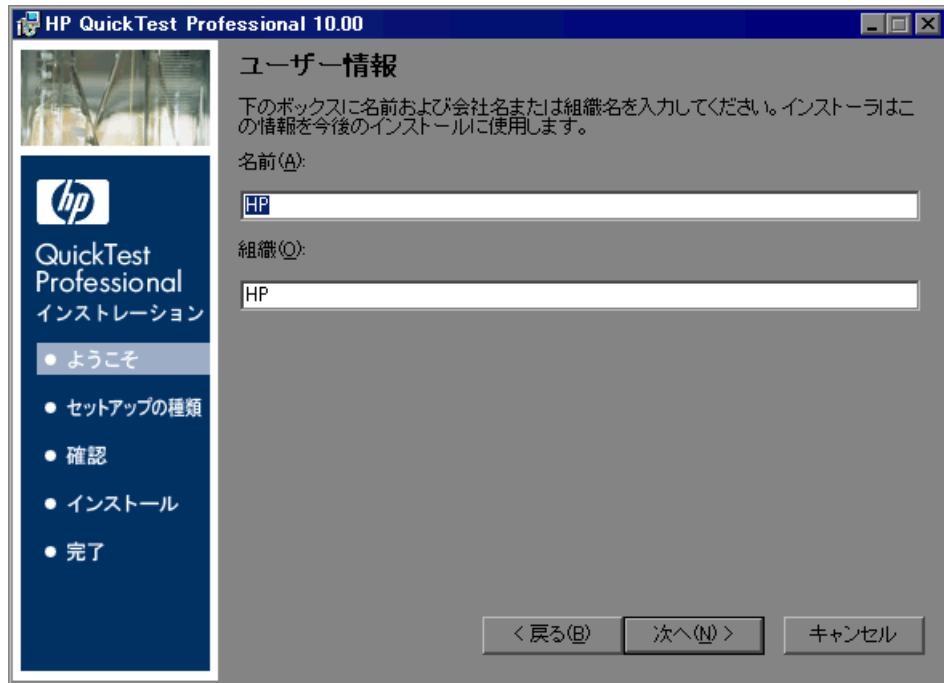 HP QuickTest Professional 10.00
ユーザー情報
下のボックスに名前および会社名または組織名を入力してください。インストーラはこ
の情報を今後のインストールに使用します。
名前(A):
HP
組織(O):
HP
hp
QuickTest
Professional
インストレーション
ようこそ
セットアップの種類
確認
インストール
完了
< 戻る(B)
次へ(N) >
キャンセル